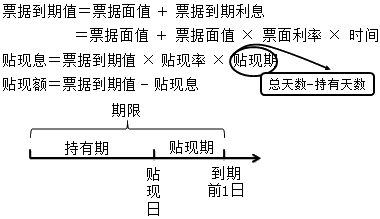 票据到期值＝票据面值 + 票据到期利息
＝票据面值 + 票据面值 × 票面利率 × 时间
贴现息＝票据到期值 × 贴现率 × 贴现期
贴现额＝票据到期值－贴现息
总天数-持有天数
期限
持有期
贴现期
贴现日
到期前1日